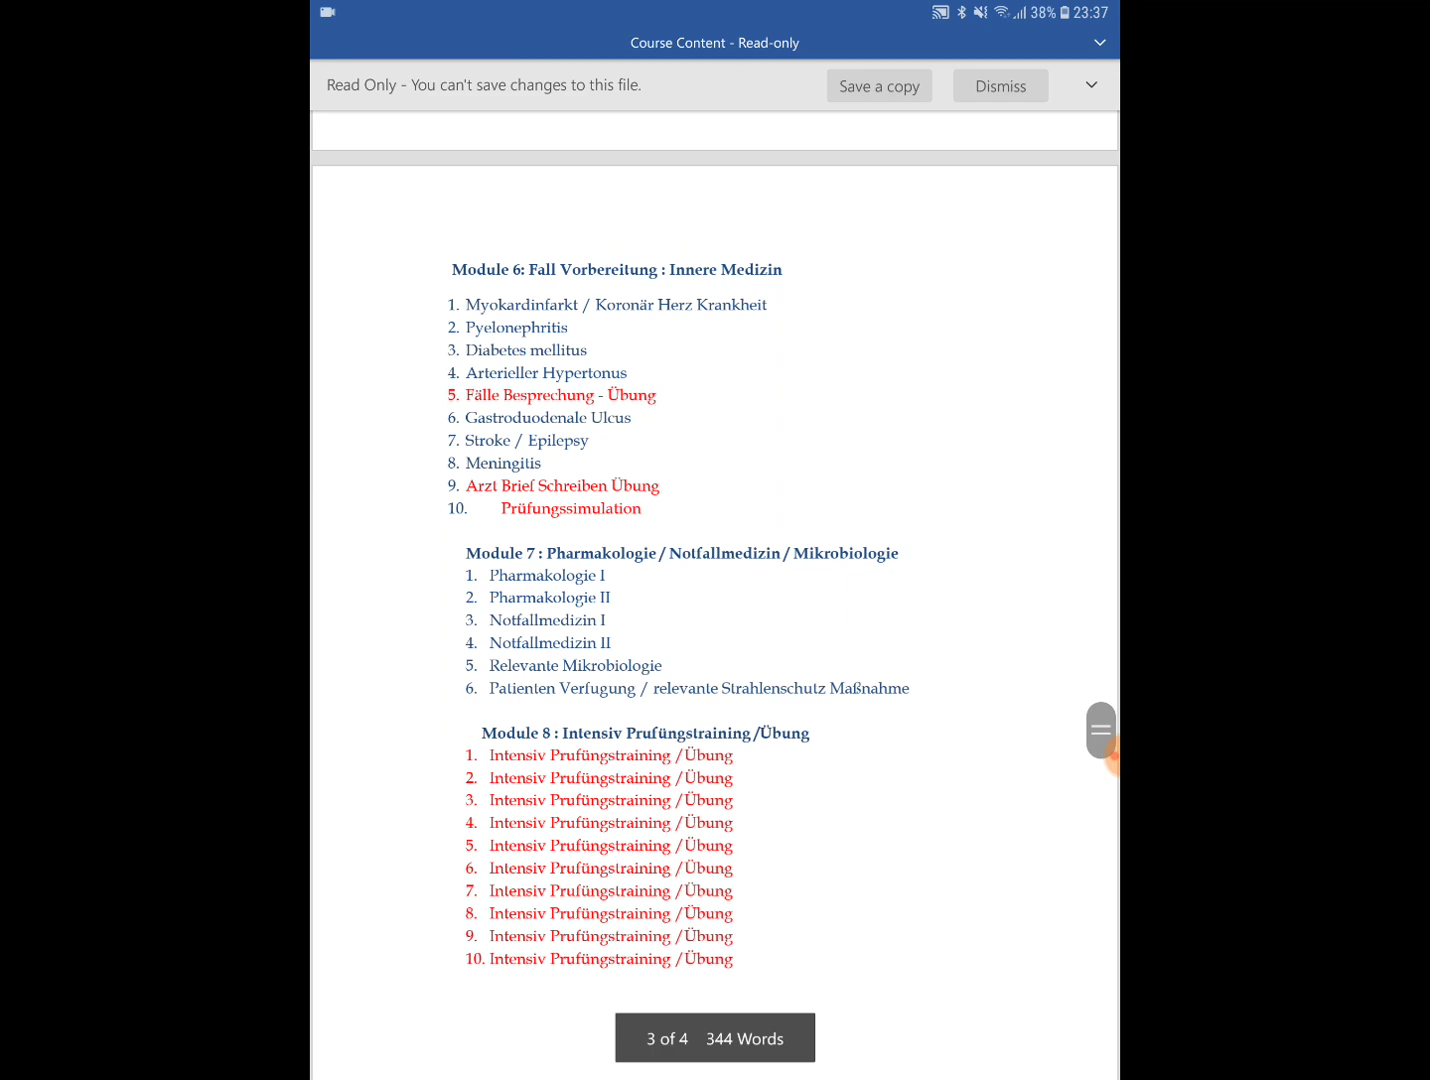 38% 23:37
Course Content - Read-only
Read Only - You can't save changes to this file.
Save a copy
Dismiss
Module 6: Fall Vorbereitung : Innere Medizin
1. Myokardinfarkt / Koronär Herz Krankheit
2. Pyelonephritis
3. Diabetes mellitus
4. Arterieller Hypertonus
5. Fälle Besprechung - Übung
6. Gastroduodenale Ulcus
7. Stroke / Epilepsy
8. Meningitis
9. Arzt Brief Schreiben Übung
10. Prüfungssimulation
Module 7 : Pharmakologie / Notfallmedizin / Mikrobiologie
1. Pharmakologie I
2. Pharmakologie II
3. Notfallmedizin I
4. Notfallmedizin II
5. Relevante Mikrobiologie
6. Patienten Verfugung / relevante Strahlenschutz Maßnahme
Module 8 : Intensiv Prufüngstraining /Übung
1. Intensiv Prufüngstraining /Übung
2. Intensiv Prufüngstraining /Übung
3. Intensiv Prufüngstraining /Übung
4. Intensiv Prufüngstraining /Übung
5. Intensiv Prufüngstraining /Übung
6. Intensiv Prufüngstraining /Übung
7. Intensiv Prufüngstraining /Übung
8. Intensiv Prufüngstraining /Übung
9. Intensiv Prufüngstraining /Übung
10. Intensiv Prufüngstraining /Übung
3 of 4 344 Words